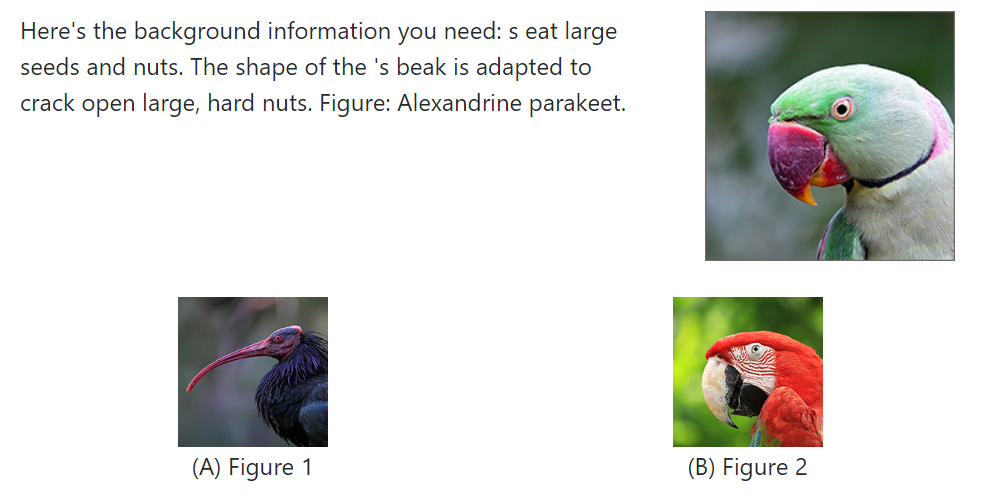 Here's the background information you need: s eat large
seeds and nuts. The shape of the 's beak is adapted to
crack open large, hard nuts. Figure: Alexandrine parakeet.
(A) Figure 1
(B) Figure 2